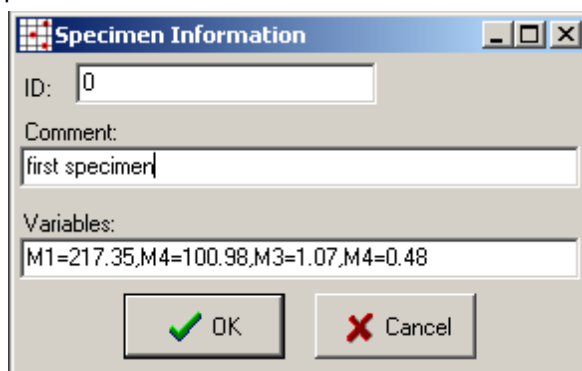 Specimen Information
ID: 0
Comment:
first specimen
Variables:
M1=217.35,M4=100.98,M3=1.07,M4=0.48
OK Cancel